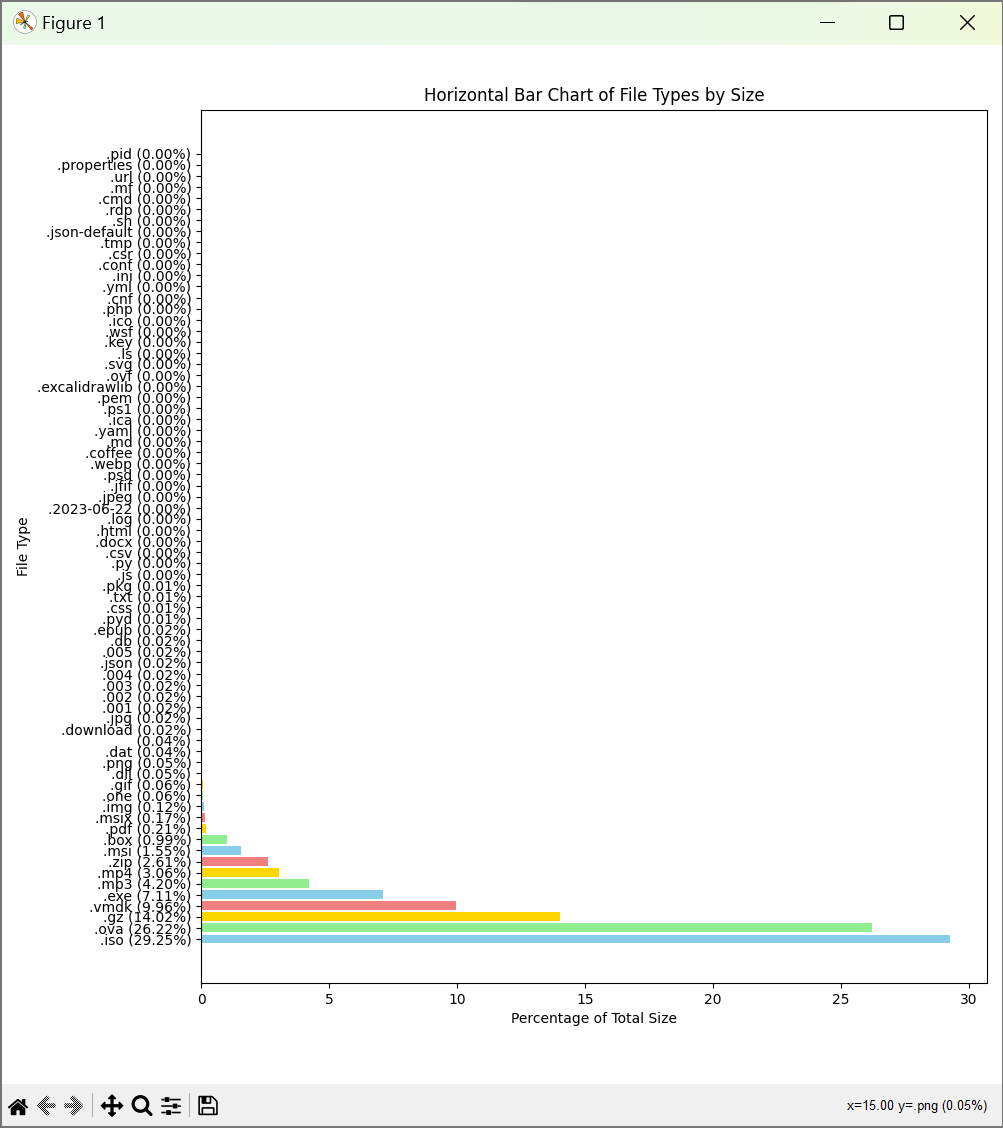 Figure 1
Horizontal Bar Chart of File Types by Size
.pid (0.00%)
.properties (0.00%)
.url (0.00%)
.mf (0.00%)
.cmd (0.00%)
.rdp (0.00%)
.sh (0.00%)
.json-default (0.00%)
.tmp (0.00%)
.csr (0.00%)
.conf (0.00%)
.ini (0.00%)
.yml (0.00%)
.cnf (0.00%)
.php (0.00%)
.ico (0.00%)
.wsf (0.00%)
.key (0.00%)
.ls (0.00%)
.svg (0.00%)
.ovf (0.00%)
.excalidrawlib (0.00%)
.pem (0.00%)
.ps1 (0.00%)
.ica (0.00%)
.yaml (0.00%)
.md (0.00%)
.coffee (0.00%)
.webp (0.00%)
.psd (0.00%)
.jfif (0.00%)
.jpeg (0.00%)
.2023-06-22 (0.00%)
.log (0.00%)
.html (0.00%)
.docx (0.00%)
.csv (0.00%)
.py (0.00%)
.js (0.00%)
.pkg (0.01%)
.txt (0.01%)
.css (0.01%)
.pyd (0.01%)
.epub (0.02%)
.db (0.02%)
.005 (0.02%)
.json (0.02%)
.004 (0.02%)
.003 (0.02%)
.002 (0.02%)
.001 (0.02%)
.jpg (0.02%)
.download (0.02%)
(0.04%)
.dat (0.04%)
.png (0.05%)
.dll (0.05%)
.gif (0.06%)
.one (0.06%)
.img (0.12%)
.msix (0.17%)
.pdf (0.21%)
.box (0.99%)
.msi (1.55%)
.zip (2.61%)
.mp4 (3.06%)
.mp3 (4.20%)
.exe (7.11%)
.vmdk (9.96%)
.gz (14.02%)
.ova (26.22%)
.iso (29.25%)
File Type
0 5 10 15 20 25 30
Percentage of Total Size
x=15.00 y=.png (0.05%)